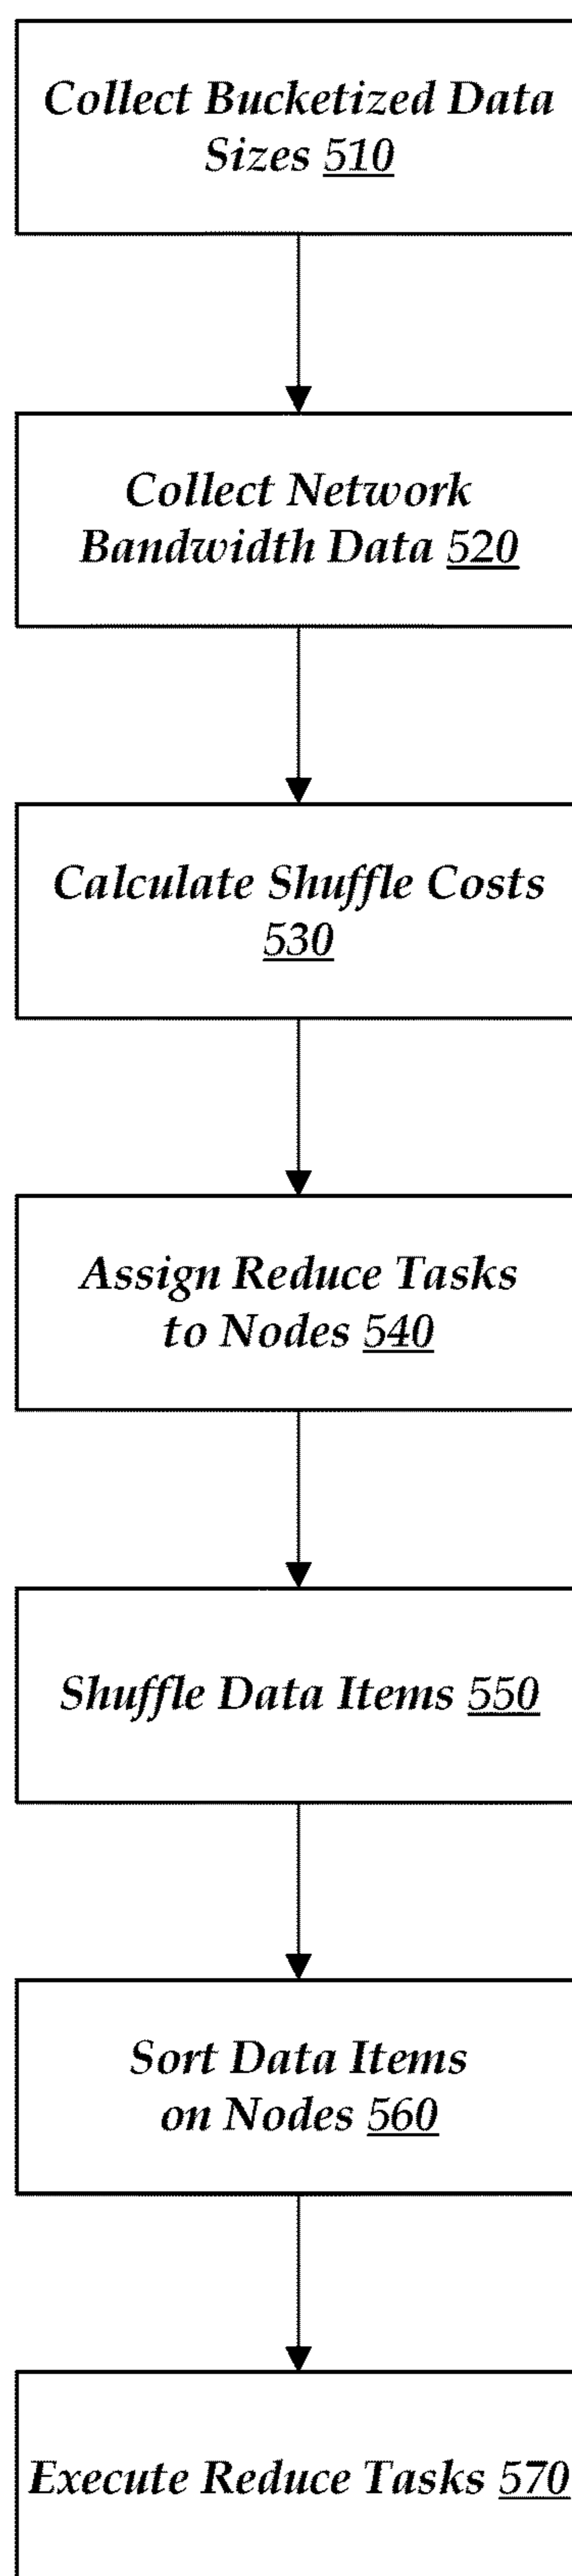 Collect Bucketized Data
Sizes 510
Collect Network
Bandwidth Data 520
Calculate Shuffle Costs
530
Assign Reduce Tasks
to Nodes 540
Shuffle Data Items 550
Sort Data Items
on Nodes 560
Execute Reduce Tasks 570